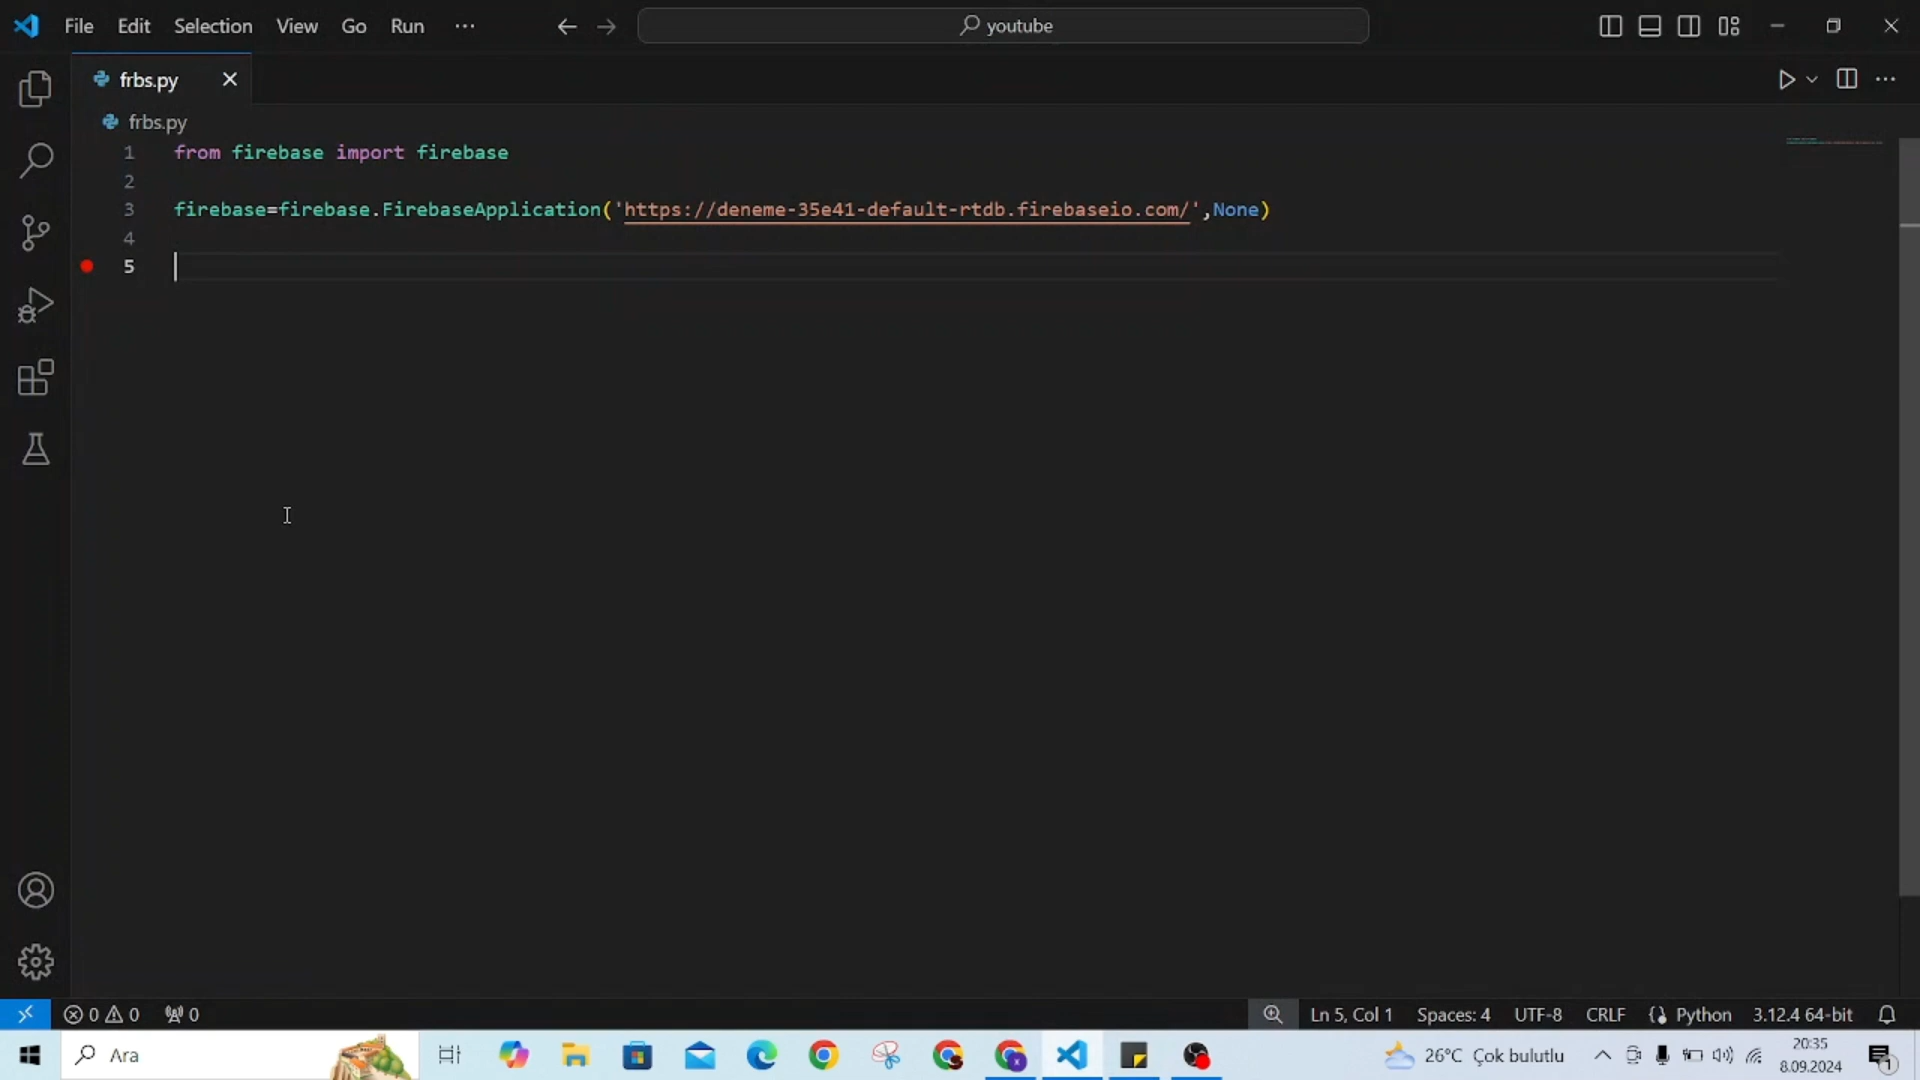 File Edit Selection View Go Run ···
youtube
frbs.py
frbs.py
1 from firebase import firebase
2
3 firebase=firebase.FirebaseApplication('https://deneme-35e41-default-rtdb.firebaseio.com/',None)
4
5
0 0 0
Ln 5, Col 1 Spaces: 4 UTF-8 CRLF Python 3.12.4 64-bit
Ara
26°C Çok bulutlu
20:35
8.09.2024
1